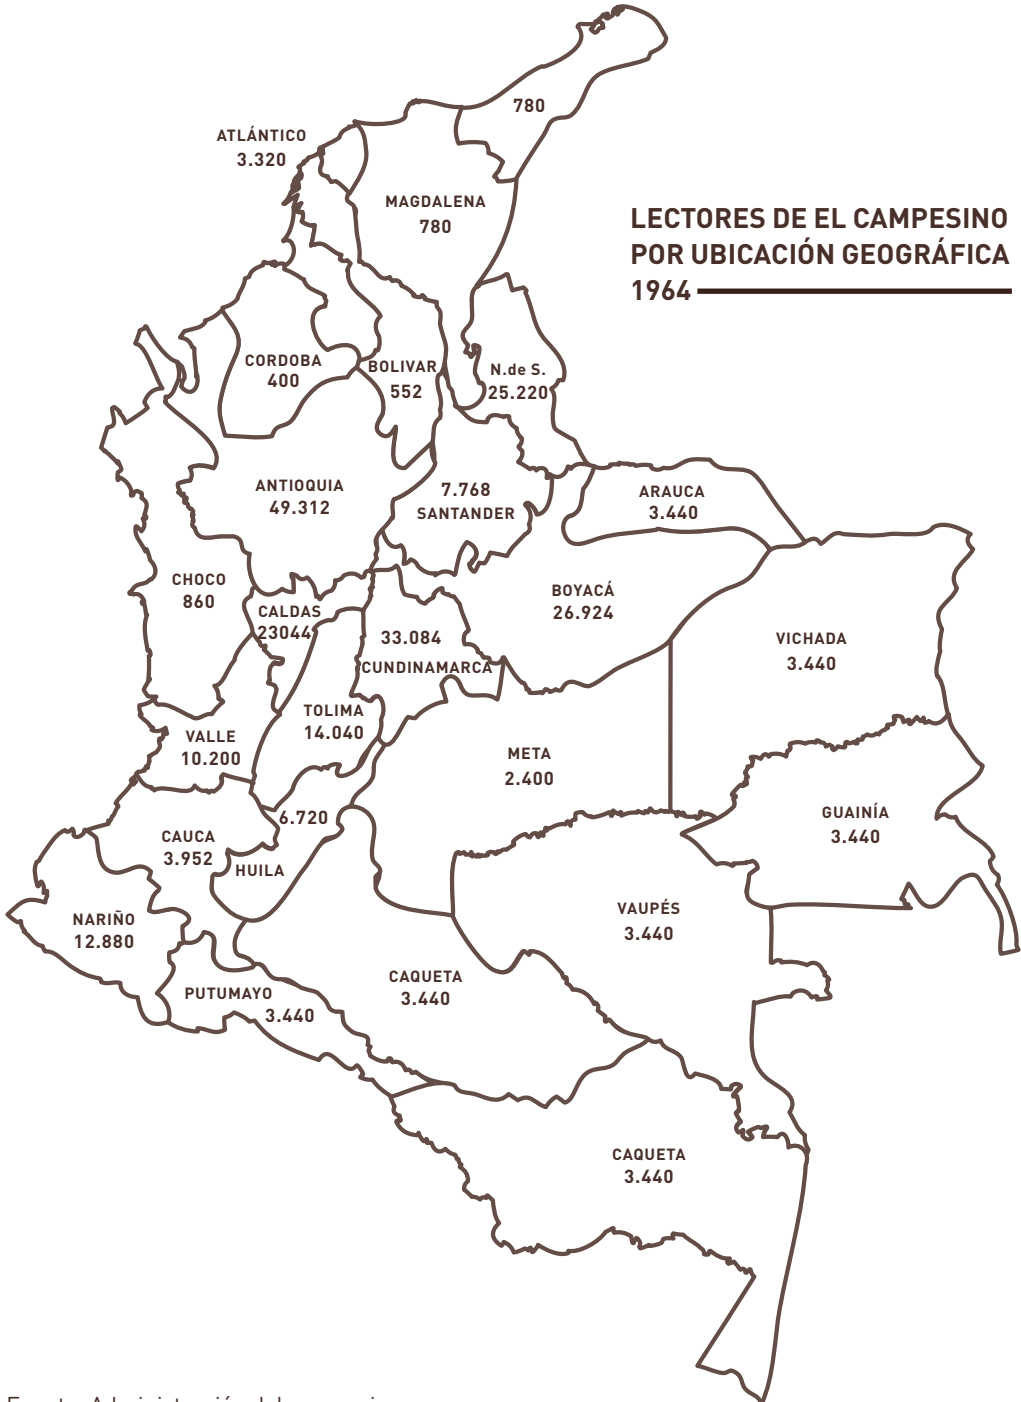 LECTORES DE EL CAMPESINO
POR UBICACIÓN GEOGRÁFICA
1964
780
ATLÁNTICO
3.320
MAGDALENA
780
CORDOBA
400
BOLIVAR
552
N.de S.
25.220
ANTIOQUIA
49.312
7.768
SANTANDER
ARAUCA
3.440
CHOCO
860
CALDAS
23044
33.084
CUNDINAMARCA
BOYACÁ
26.924
VICHADA
3.440
TOLIMA
14.040
VALLE
10.200
META
2.400
GUAINÍA
3.440
6.720
HUILA
CAUCA
3.952
NARIÑO
12.880
VAUPÉS
3.440
CAQUETA
3.440
PUTUMAYO
3.440
CAQUETA
3.440